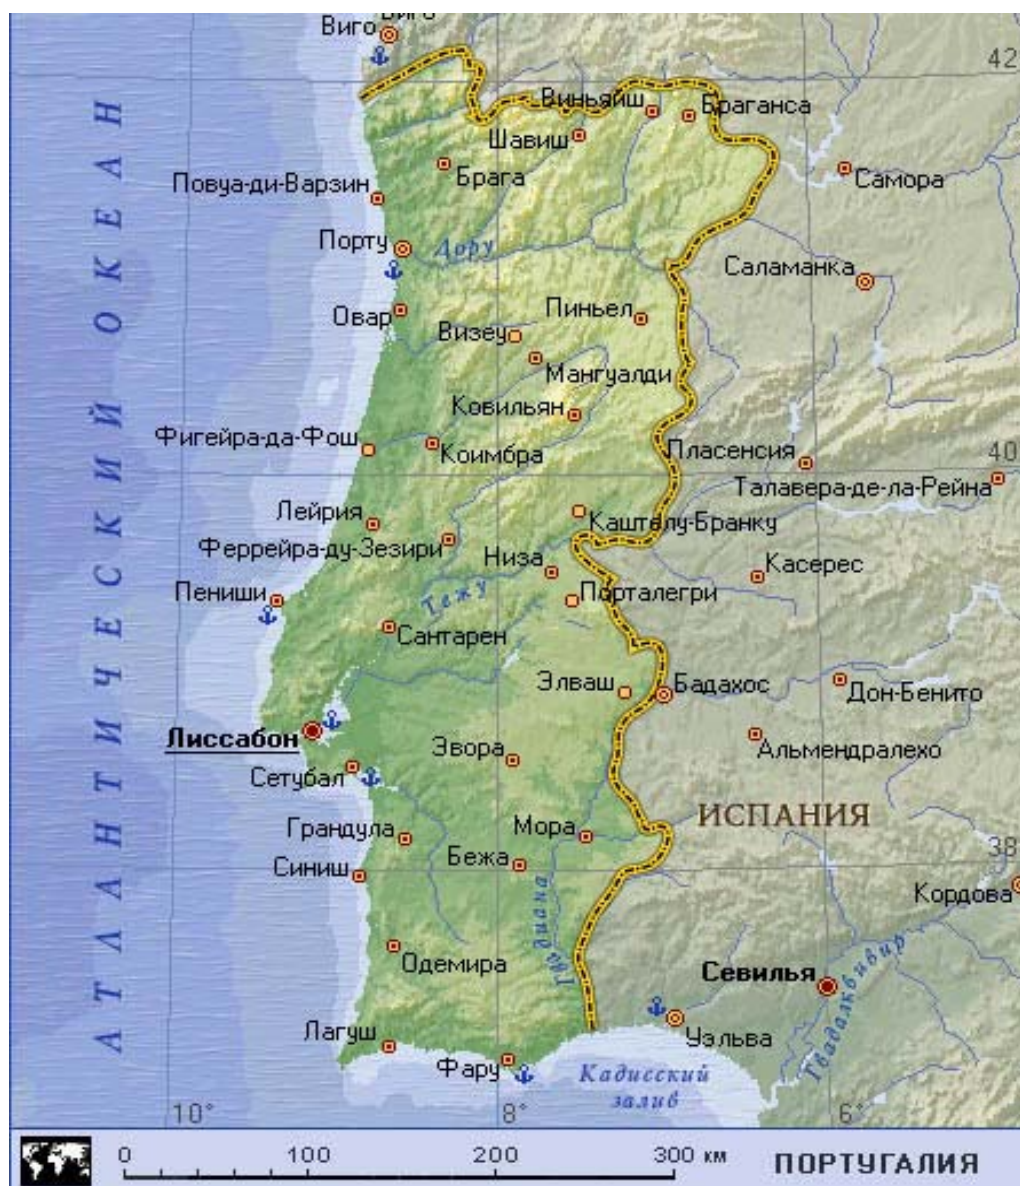 Виго
Виго
42
Виньяйш
Браганса
Шавиш
Брага
Самора
Повуа-ди-Варзин
Порту
Дору
Саламанка
Овар
Пиньел
Визеу
Мангуалди
Ковильян
Фигейра-да-Фош
Коимбра
Пласенсия
40
Талавера-де-ла-Рейна
Лейрия
Каштелу-Бранку
Феррейра-ду-Зезири
Низа
Касерес
Пениши
Тежу
Порталегри
Сантарен
Элваш
Бадахос
Дон-Бенито
Лиссабон
Эвора
Альмендралехо
Сетубал
ИСПАНИЯ
Грандула
Мора
38
Синиш
Бежа
Кордова
Гводиана
Одемира
Севилья
Гвадалквивир
Лагуш
Уэльва
Фару
Кадисский
залив
АТЛАНТИЧЕСКИЙ ОКЕАН
10°
8°
6°
0 100 200 300 км
ПОРТУГАЛИЯ